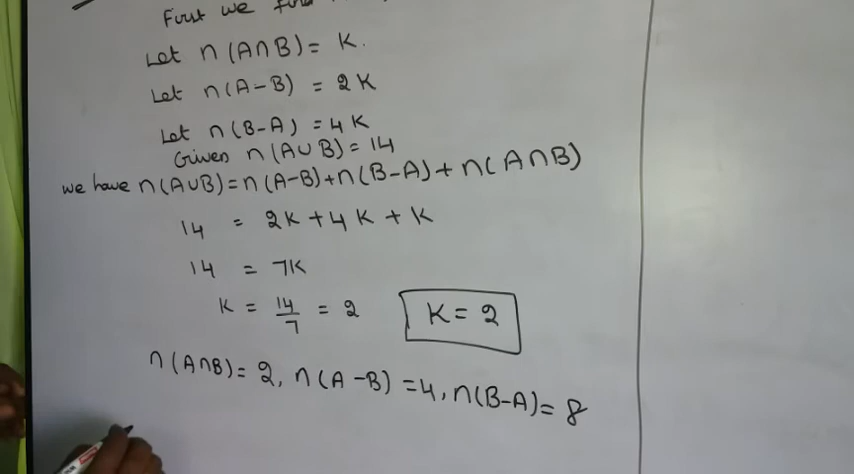 First we
Let n(A∩B) = K.
Let n(A-B) = 2K
Let n(B-A) = 4K
Given n(A∪B) = 14
we have n(A∪B) = n(A-B) + n(B-A) + n(A∩B)
14 = 2K + 4K + K
14 = 7K
K = 14/7 = 2 K = 2
n(A∩B) = 2, n(A-B) = 4, n(B-A) = 8